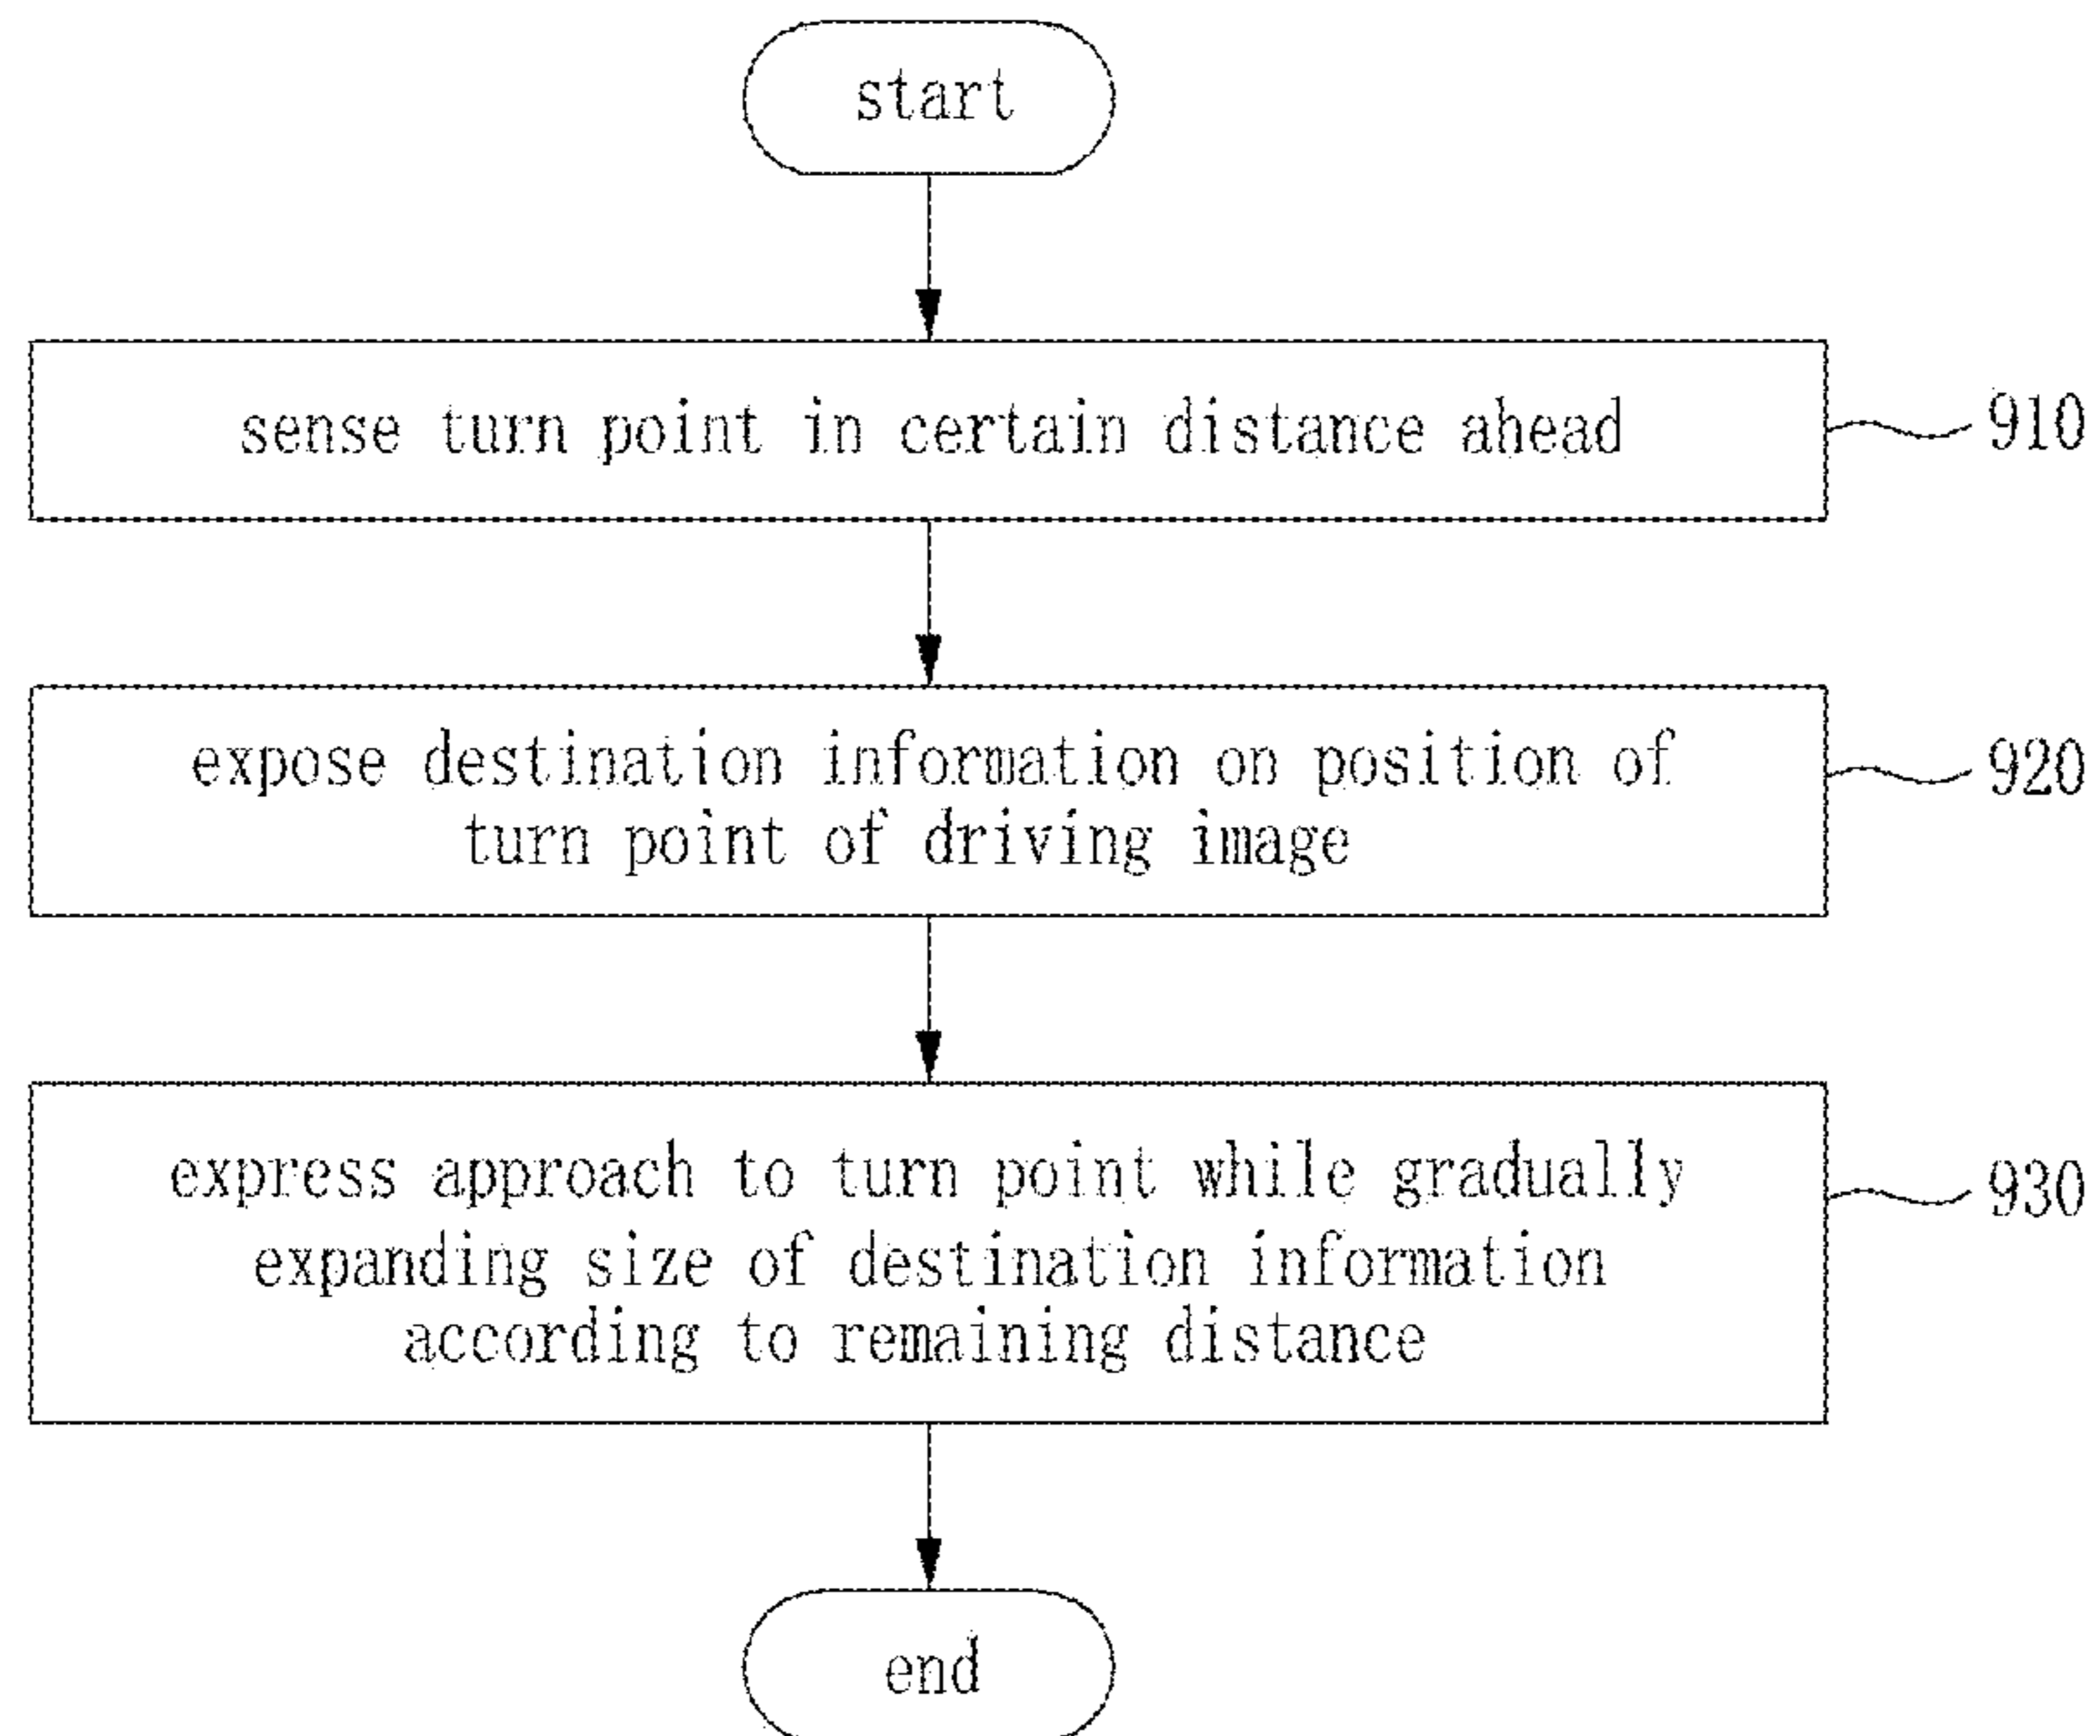 start
sense turn point in certain distance ahead
910
expose destination information on position of
turn point of driving image
920
express approach to turn point while gradually
expanding size of destination information
according to remaining distance
930
end